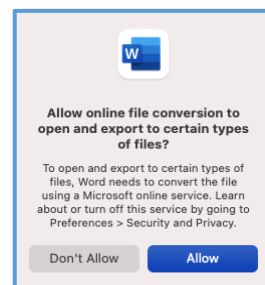 W
Allow online file conversion to
open and export to certain types
of files?
To open and export to certain types of
files, Word needs to convert the file
using a Microsoft online service. Learn
about or turn off this service by going to
Preferences > Security and Privacy.
Don't Allow
Allow